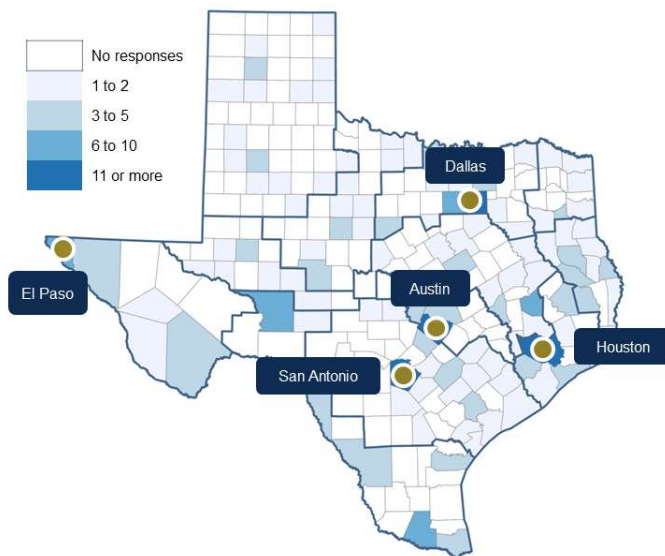 No responses
1 to 2
3 to 5
6 to 10
11 or more
Dallas
El Paso
Austin
Houston
San Antonio